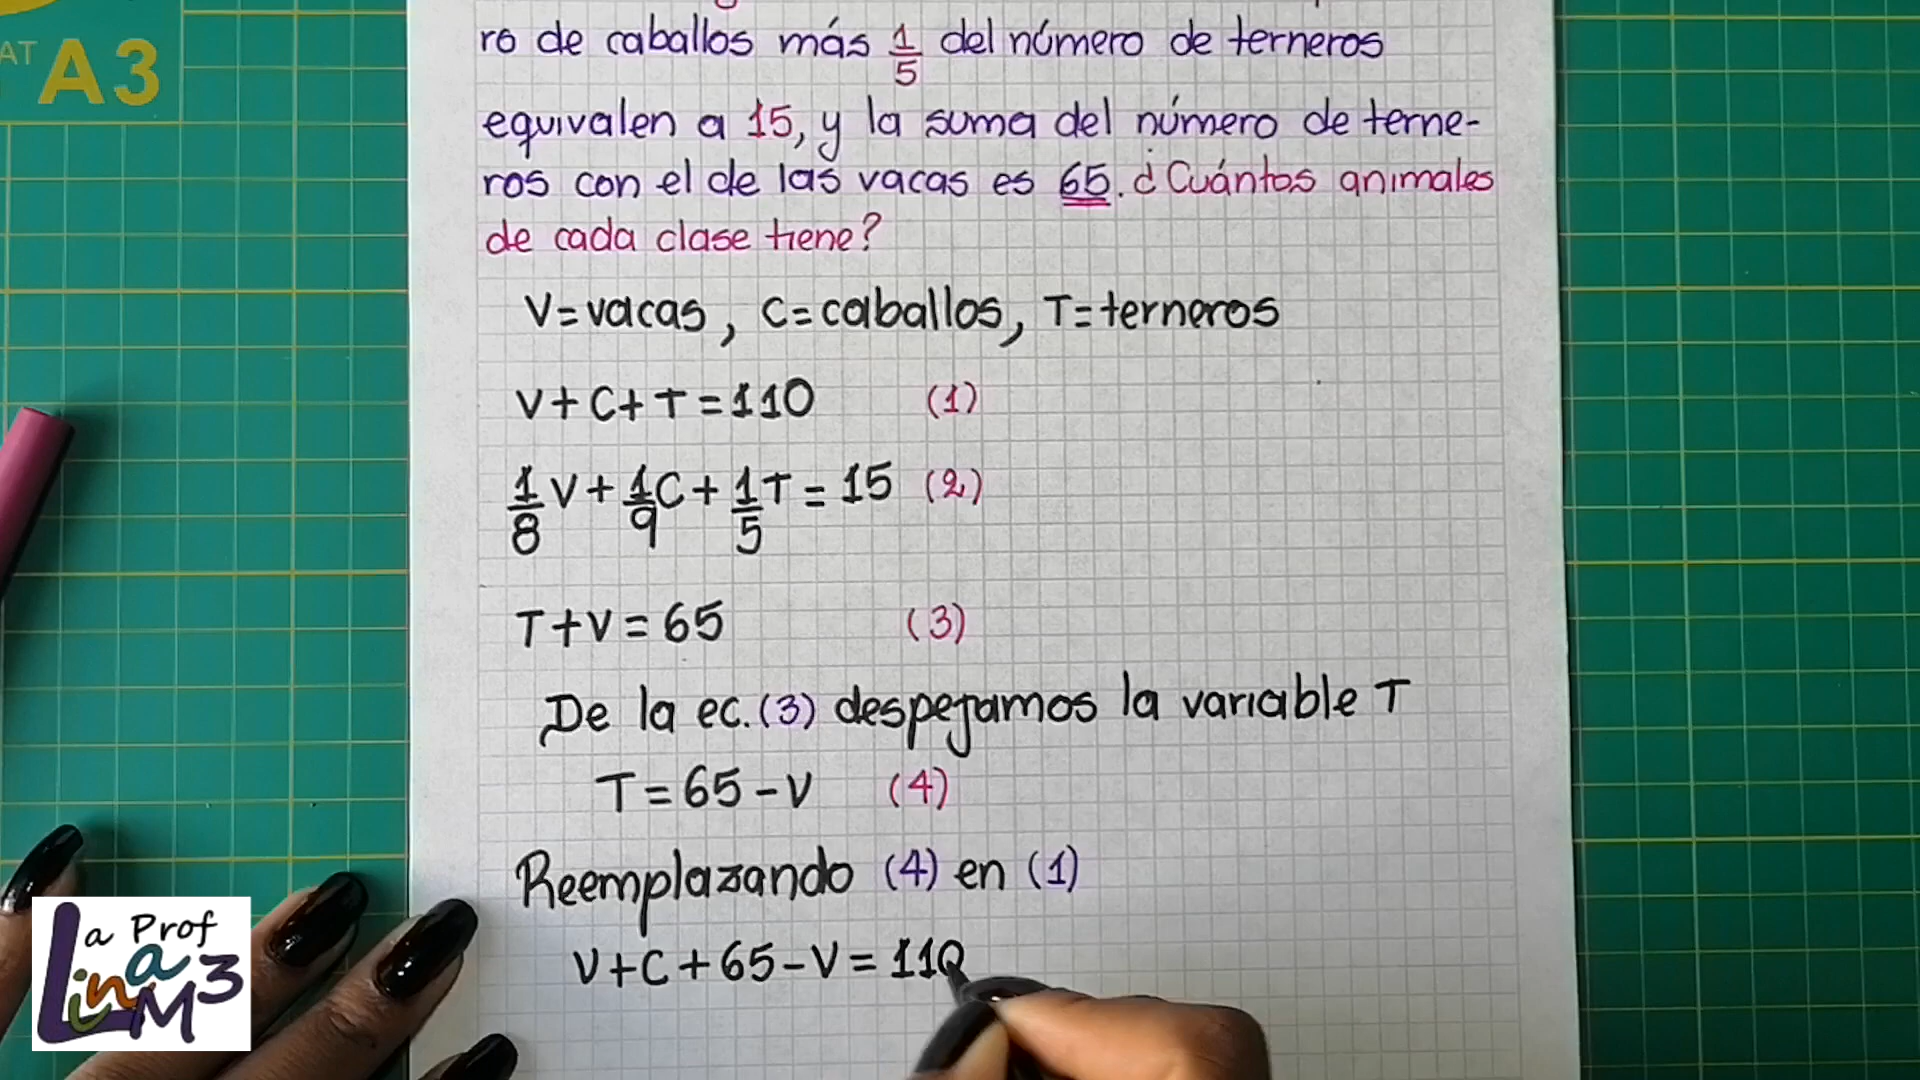 AT A3
ro de caballos más 1/5 del número de terneros
equivalen a 15, y la suma del número de terne-
ros con el de las vacas es 65. ¿Cuántos animales
de cada clase tiene?
V=vacas, C=caballos, T=terneros
V+C+T=110 (1)
1/8 V + 1/9 C + 1/5 T = 15 (2)
T+V=65 (3)
De la ec. (3) despejamos la variable T
T=65-V (4)
Reemplazando (4) en (1)
V+C+65-V=110
La Prof
Lina M3